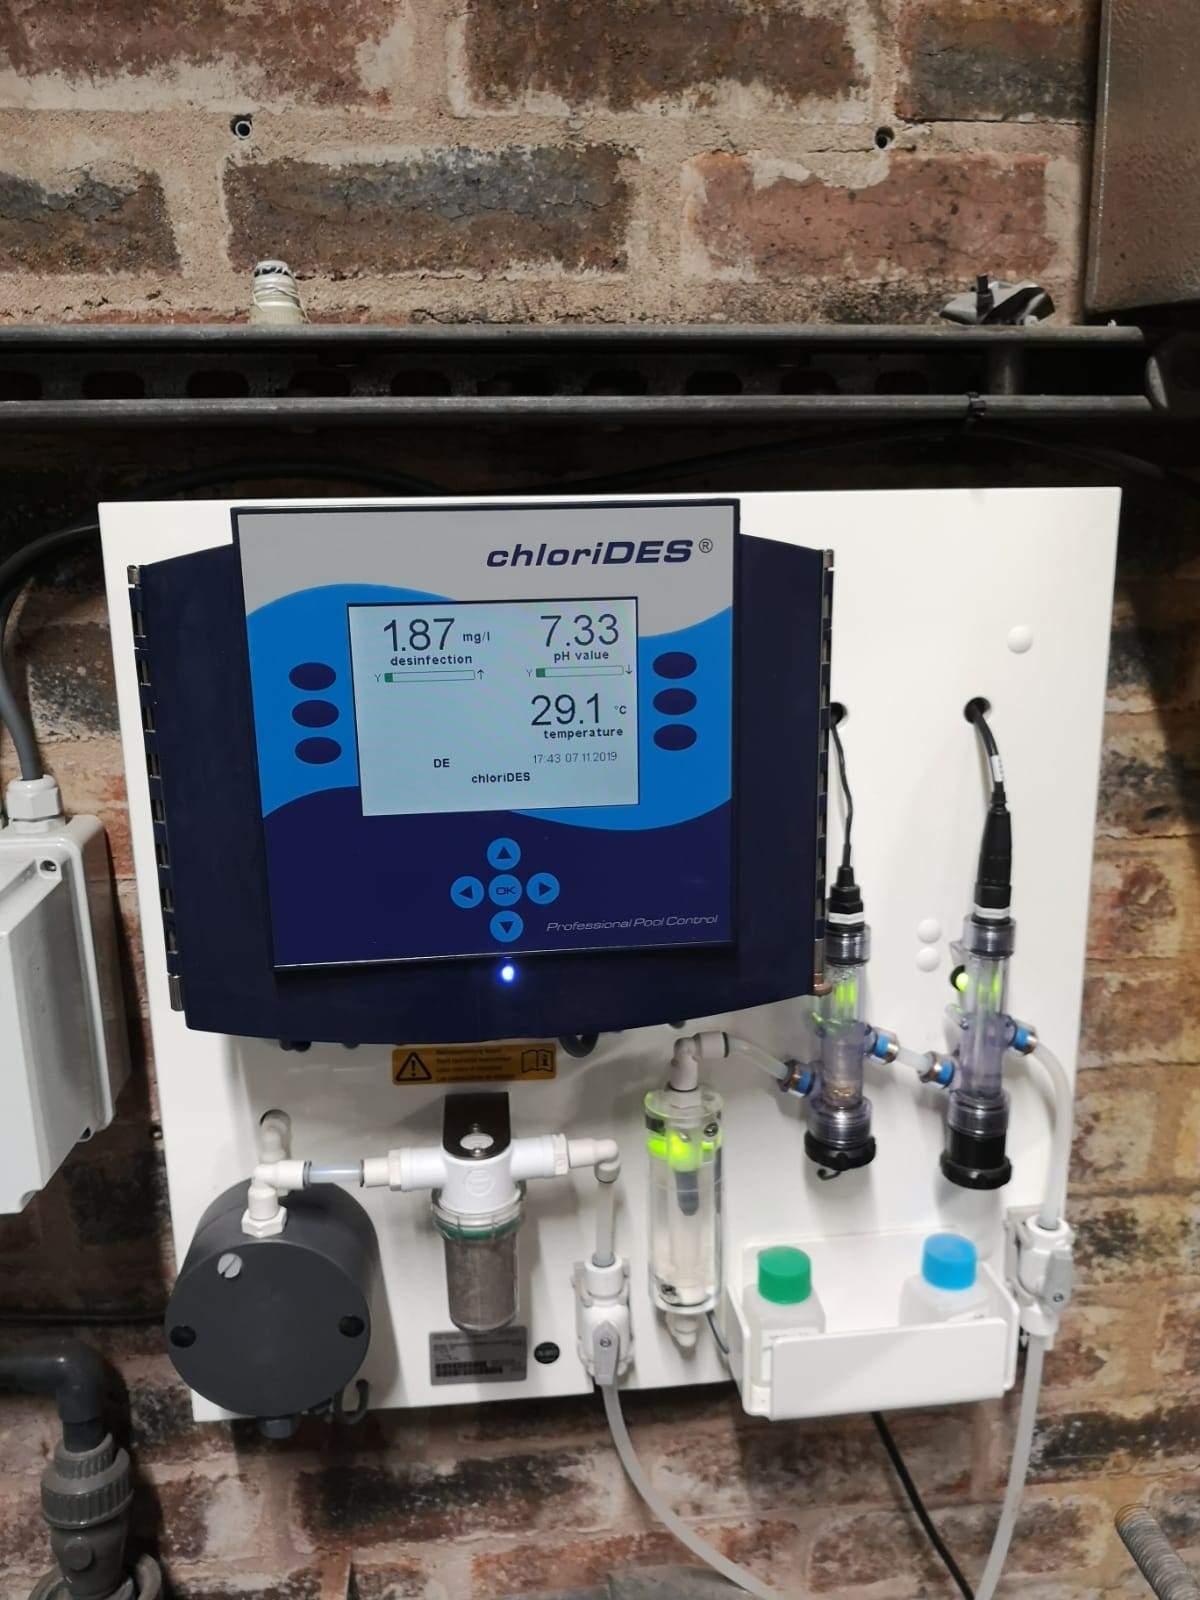 chloriDES®
1.87 mg/l
desinfection
Y ↑
7.33
pH value
Y ↓
29.1 °C
temperature
17:43 07.11.2019
DE
chloriDES
OK
Professional Pool Control